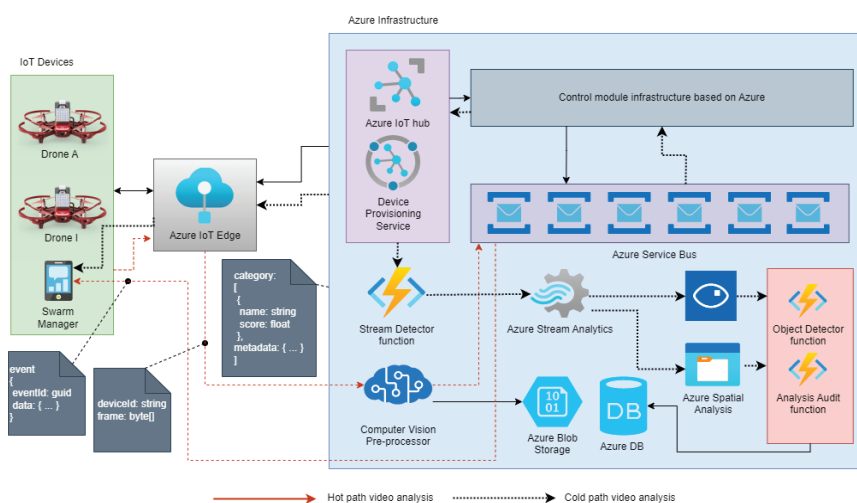 Azure Infrastructure
IoT Devices
Drone A
Drone I
Swarm
Manager
Azure IoT Edge
Azure IoT hub
Device
Provisioning
Service
Control module infrastructure based on Azure
Azure Service Bus
category:
[
{
name: string
score: float
},
metadata: { ... }
]
Stream Detector
function
Azure Stream Analytics
Object Detector
function
Azure Spatial
Analysis
Analysis Audit
function
event
{
eventId: guid
data: { ... }
}
deviceId: string
frame: byte[]
Computer Vision
Pre-processor
10
01
Azure Blob
Storage
DB
Azure DB
Hot path video analysis
Cold path video analysis